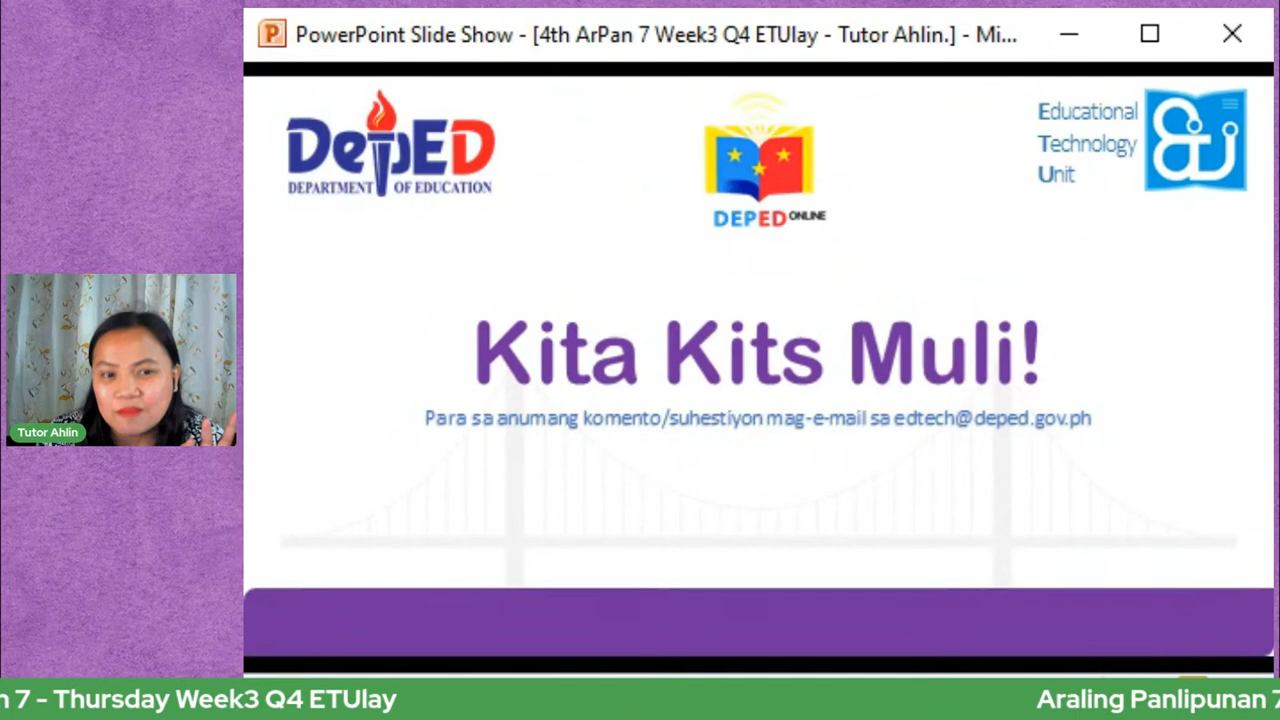 PowerPoint Slide Show - [4th ArPan 7 Week3 Q4 ETUlay - Tutor Ahlin.] - Mi...
DepED
DEPARTMENT OF EDUCATION
DEPED ONLINE
Educational
Technology
Unit
Kita Kits Muli!
Para sa anumang komento/suhestiyon mag-e-mail sa edtech@deped.gov.ph
Tutor Ahlin
n 7 - Thursday Week3 Q4 ETUlay
Araling Panlipunan 7